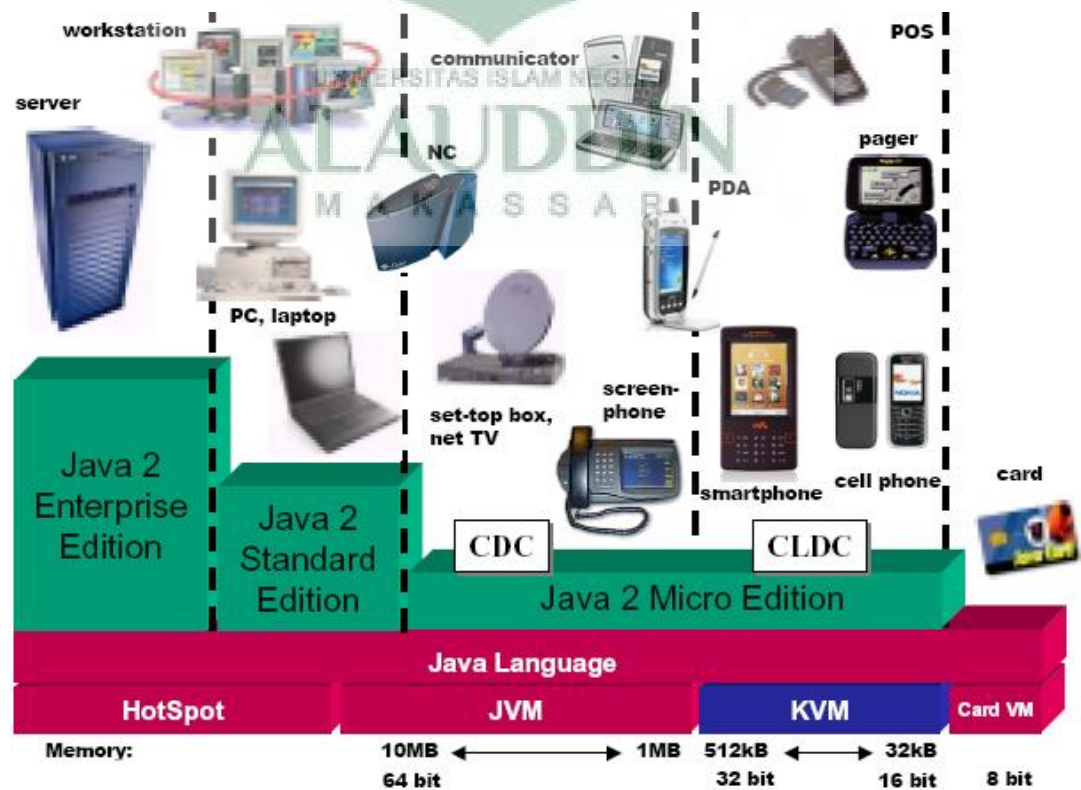 workstation
communicator
POS
UNIVERSITAS ISLAM NEGERI
server
ALAUDDIN
NC
pager
PDA
M A K A S S A R
PC, laptop
screen-
phone
set-top box,
net TV
smartphone
cell phone
card
Java 2
Enterprise
Edition
Java 2
Standard
Edition
CDC
CLDC
Java 2 Micro Edition
Java Language
HotSpot
JVM
KVM
Card VM
Memory:
10MB
1MB
512kB
32kB
64 bit
32 bit
16 bit
8 bit
NOKIA